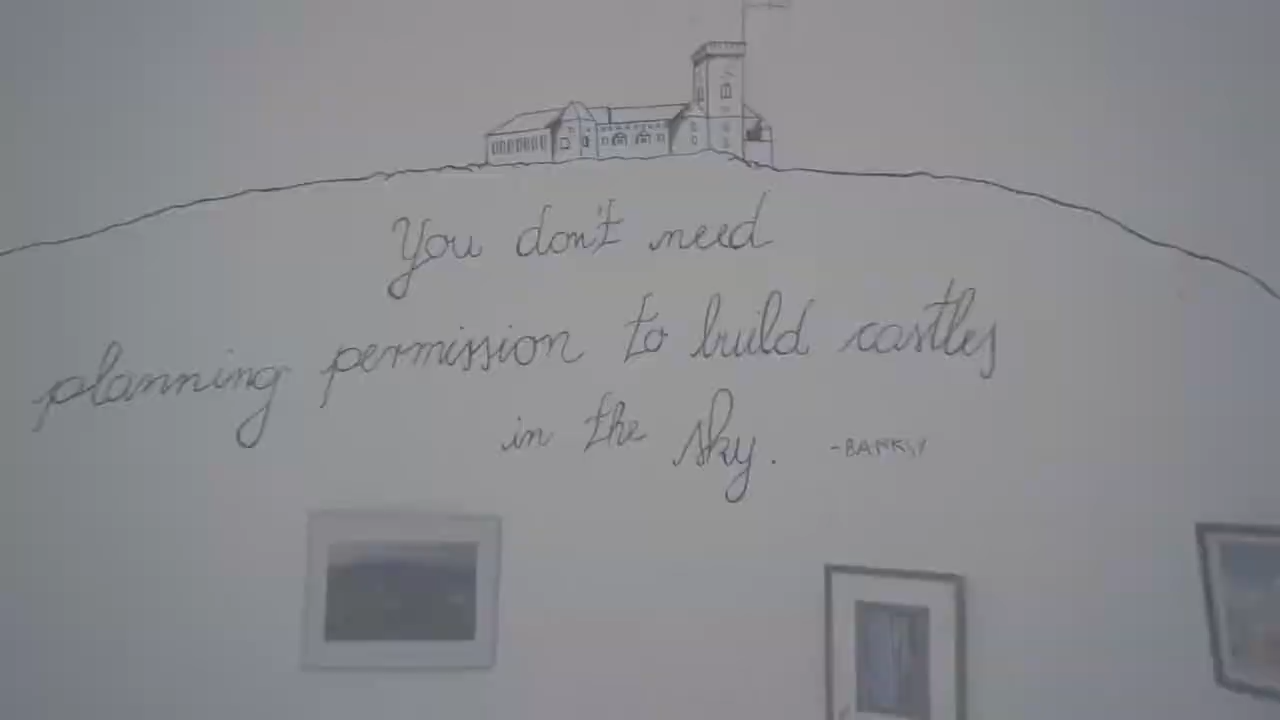 You don't need
planning permission to build castles
in the sky.
-BANKSY